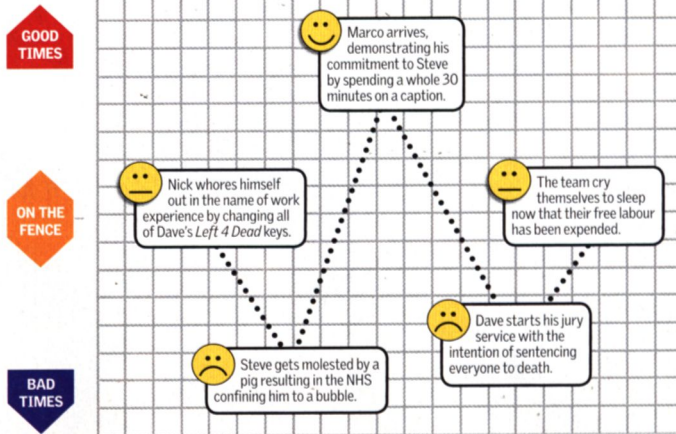 GOOD
TIMES
Marco arrives,
demonstrating his
commitment to Steve
by spending a whole 30
minutes on a caption.
ON THE
FENCE
Nick whores himself
out in the name of work
experience by changing all
of Dave's Left 4 Dead keys.
The team cry
themselves to sleep
now that their free labour
has been expended.
Dave starts his jury
service with the
intention of sentencing
everyone to death.
Steve gets molested by a
pig resulting in the NHS
confining him to a bubble.
BAD
TIMES